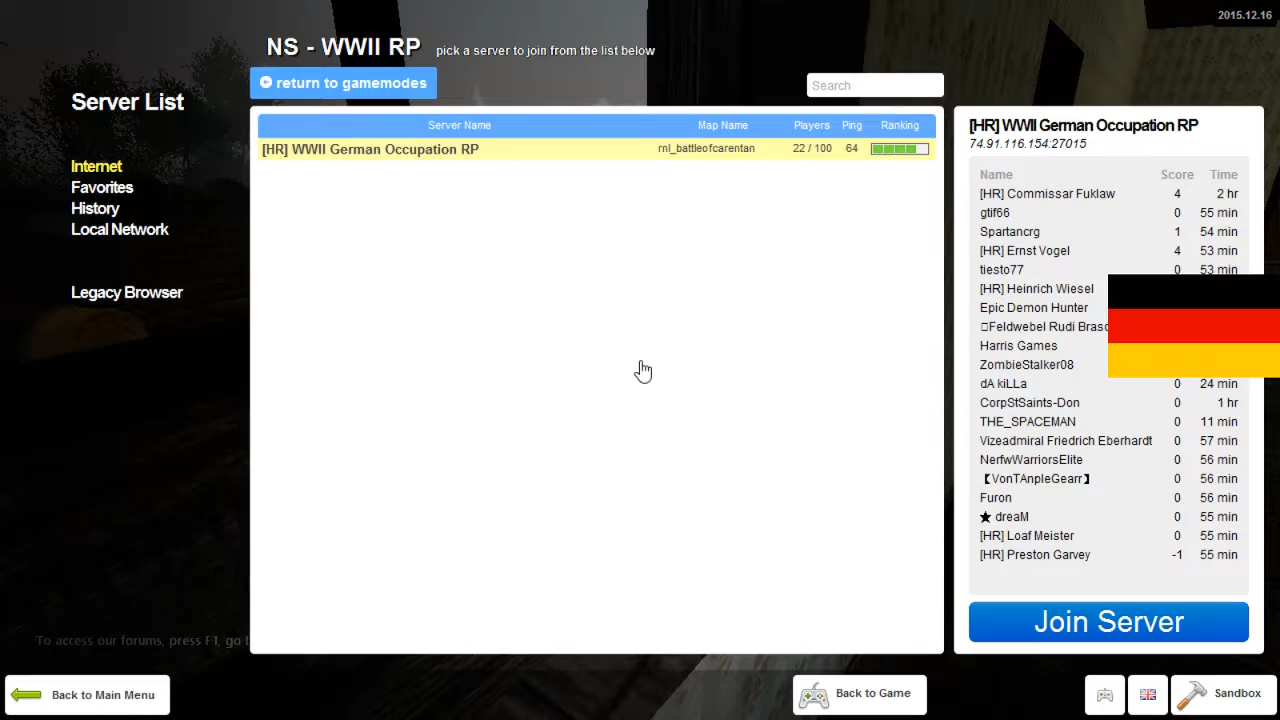 2015.12.16
NS - WWII RP pick a server to join from the list below
return to gamemodes
Search
Server List
Internet
Favorites
History
Local Network
Legacy Browser
Server Name Map Name Players Ping Ranking
[HR] WWII German Occupation RP rnl_battleofcarentan 22 / 100 64
[HR] WWII German Occupation RP
74.91.116.154:27015
Name Score Time
[HR] Commissar Fuklaw 4 2 hr
gtif66 0 55 min
Spartancrg 1 54 min
[HR] Ernst Vogel 4 53 min
tiesto77 0 53 min
[HR] Heinrich Wiesel
Epic Demon Hunter
Feldwebel Rudi
Harris Games
ZombieStalker08
dA kiLLa 0 24 min
CorpStSaints-Don 0 1 hr
THE_SPACEMAN 0 11 min
Vizeadmiral Friedrich Eberhardt 0 57 min
NerfwWarriorsElite 0 56 min
【VonTAnpleGearr】 0 56 min
Furon 0 56 min
★ dreaM 0 55 min
[HR] Loaf Meister 0 55 min
[HR] Preston Garvey -1 55 min
Join Server
To access our forums, press F1, go t
Back to Main Menu
Back to Game
Sandbox